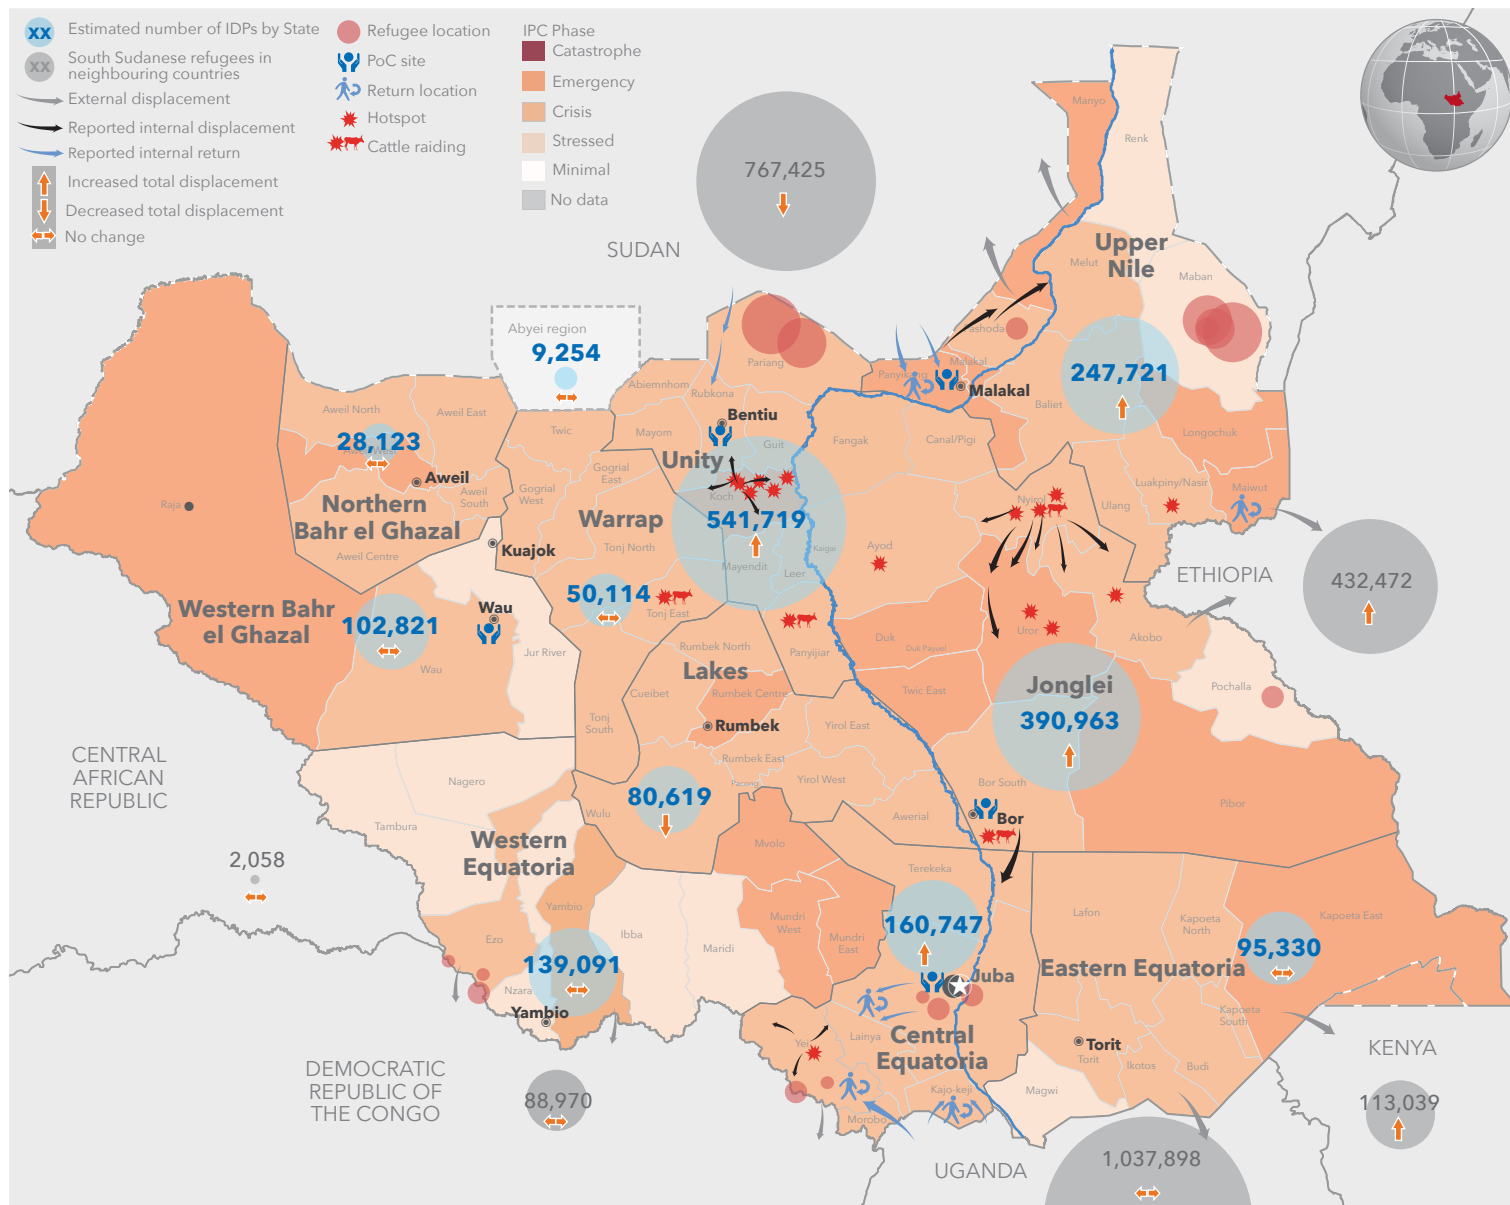 xx Estimated number of IDPs by State
xx South Sudanese refugees in
neighbouring countries
External displacement
Reported internal displacement
Reported internal return
Increased total displacement
Decreased total displacement
No change
Refugee location
PoC site
Return location
Hotspot
Cattle raiding
IPC Phase
Catastrophe
Emergency
Crisis
Stressed
Minimal
No data
767,425
SUDAN
Manyo
Renk
Upper
Nile
Melut
Maban
Fashoda
Abyei region
9,254
Pariang
Malakal
Panyikang
Malakal
247,721
Baliet
Longochuk
Abiemnhom
Rubkona
Aweil North
Aweil East
28,123
Aweil West
Aweil
Twic
Mayom
Bentiu
Guit
Fangak
Canal/Pigi
Unity
Gogrial
East
Gogrial
West
Koch
541,719
Nyirol
Ulang
Luakpiny/Nasir
Maiwut
Raja
Northern
Bahr el Ghazal
Aweil
South
Aweil Centre
Kuajok
Warrap
Tonj North
Mayendit
Leer
Kaigai
Ayod
ETHIOPIA
432,472
Western Bahr
el Ghazal
102,821
Wau
Wau
Jur River
50,114
Tonj East
Panyijiar
Duk
Duk Payuel
Uror
Akobo
Rumbek North
Lakes
Cueibet
Rumbek Centre
Rumbek
Twic East
Jonglei
390,963
Pochalla
Tonj
South
Yirol East
Rumbek East
Pacong
Yirol West
Bor South
Pibor
CENTRAL
AFRICAN
REPUBLIC
Nagero
Tambura
80,619
Wulu
Awerial
Bor
Western
Equatoria
Mvolo
Terekeka
2,058
Yambio
Ezo
Ibba
Maridi
Mundri
West
Mundri
East
160,747
Lafon
Kapoeta
North
Kapoeta East
95,330
139,091
Nzara
Yambio
Juba
Eastern Equatoria
Kapoeta
South
Central
Equatoria
Lainya
Yei
Torit
Torit
Ikotos
Budi
KENYA
113,039
DEMOCRATIC
REPUBLIC OF
THE CONGO
88,970
Kajo-keji
Morobo
Magwi
UGANDA
1,037,898